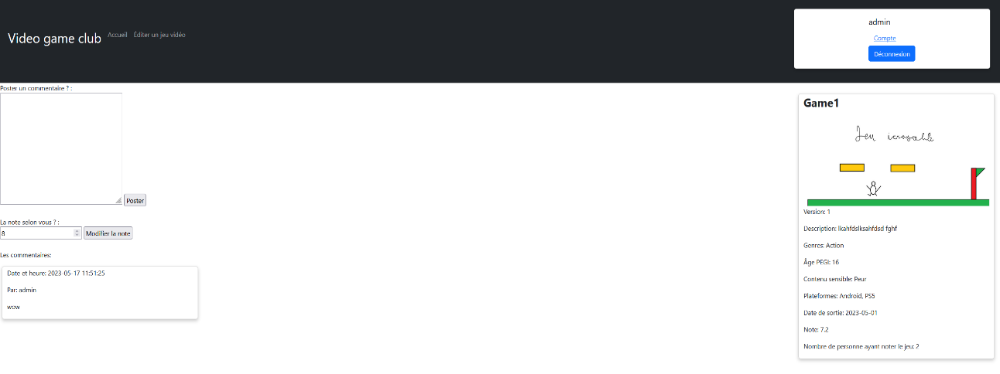 Video game club
Accueil
Éditer un jeu vidéo
admin
Compte
Déconnexion
Poster un commentaire ? :
Poster
La note selon vous ? :
8
Modifier la note
Les commentaires:
Date et heure: 2023-05-17 11:51:25
Par: admin
wow
Game1
Jeu incroyable
Version: 1
Description: lkahfdslksahfdsd fghf
Genres: Action
Âge PEGI: 16
Contenu sensible: Peur
Plateformes: Android, PS5
Date de sortie: 2023-05-01
Note: 7.2
Nombre de personne ayant noter le jeu: 2